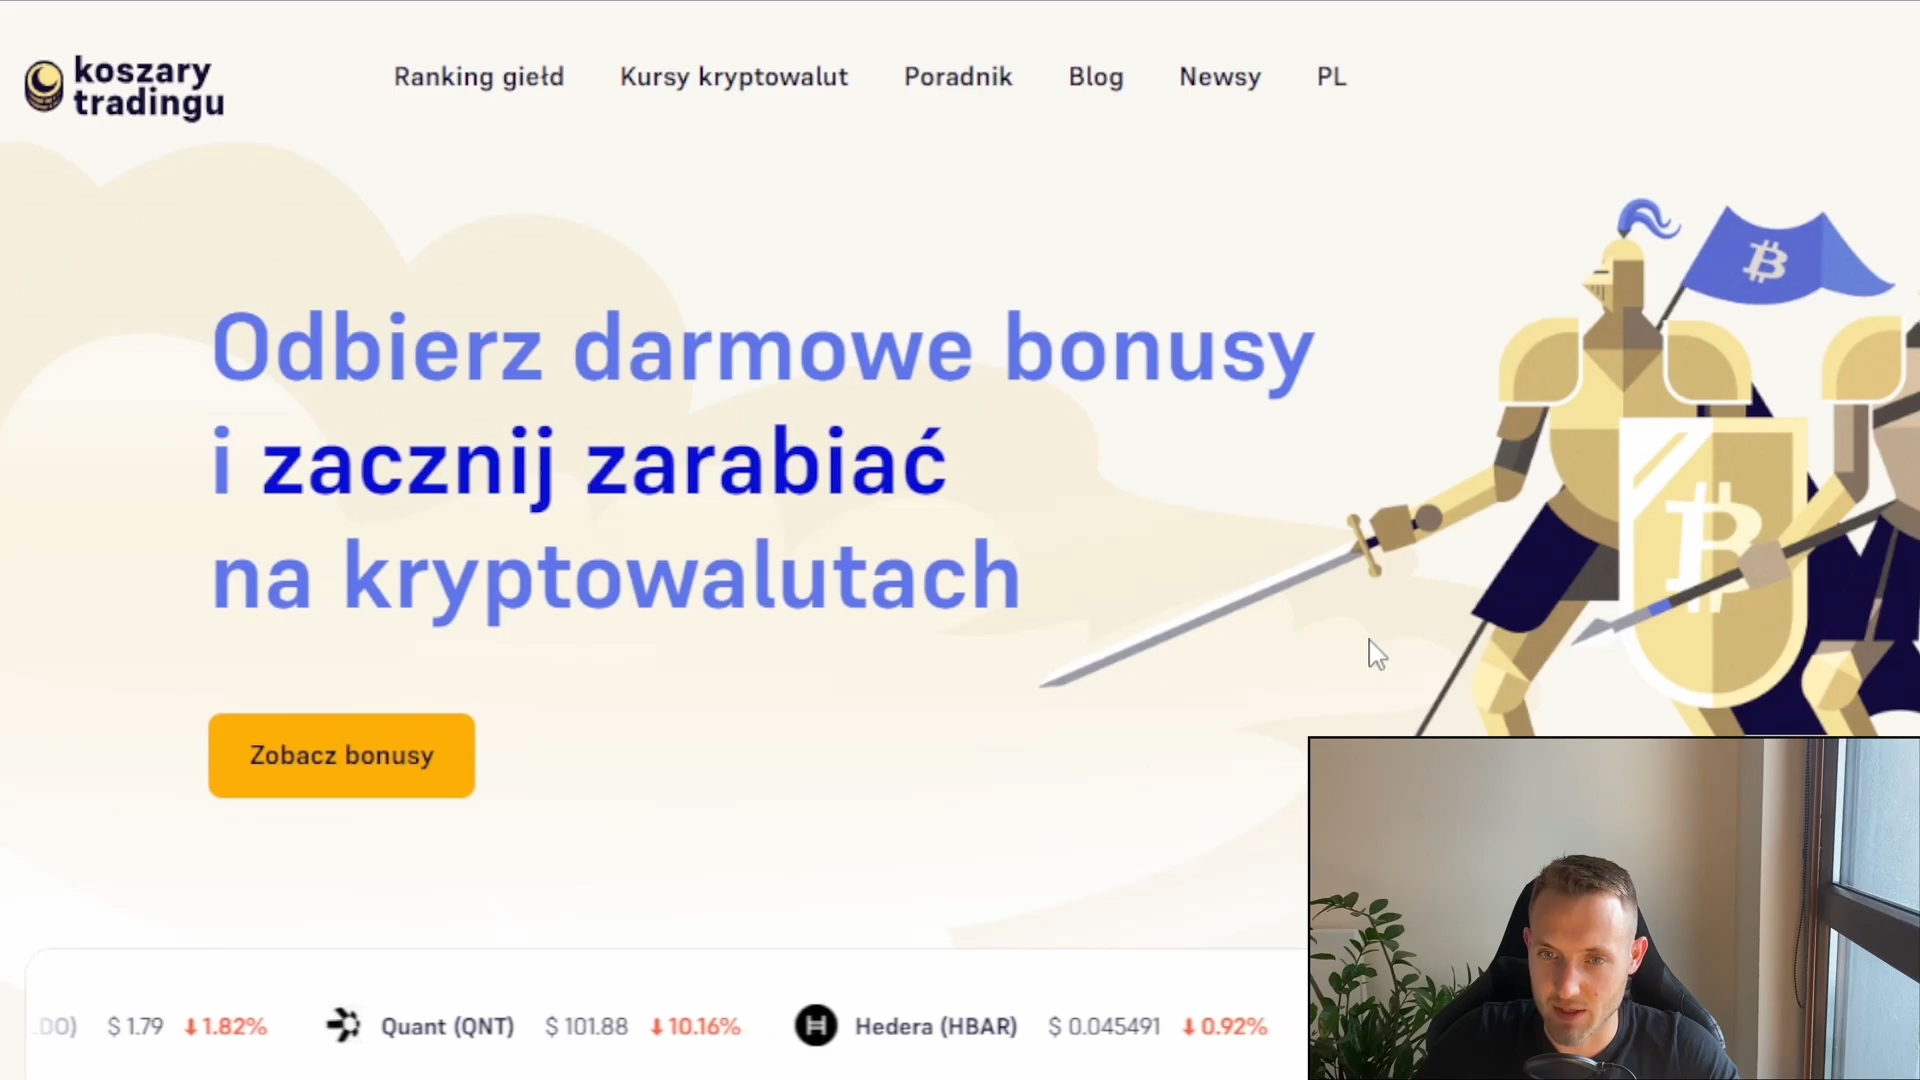 koszary
tradingu
Ranking giełd Kursy kryptowalut Poradnik Blog Newsy PL
Odbierz darmowe bonusy
i zacznij zarabiać
na kryptowalutach
Zobacz bonusy
DO) $ 1.79 1.82% Quant (QNT) $ 101.88 10.16% Hedera (HBAR) $ 0.045491 0.92%